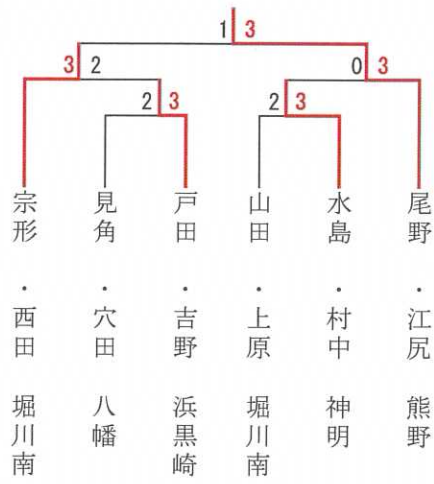 1 3
3 2
0 3
2 3
2 3
宗形・西田 堀川南
見角・穴田 八幡
戸田・吉野 浜黒崎
山田・上原 堀川南
水島・村中 神明
尾野・江尻 熊野